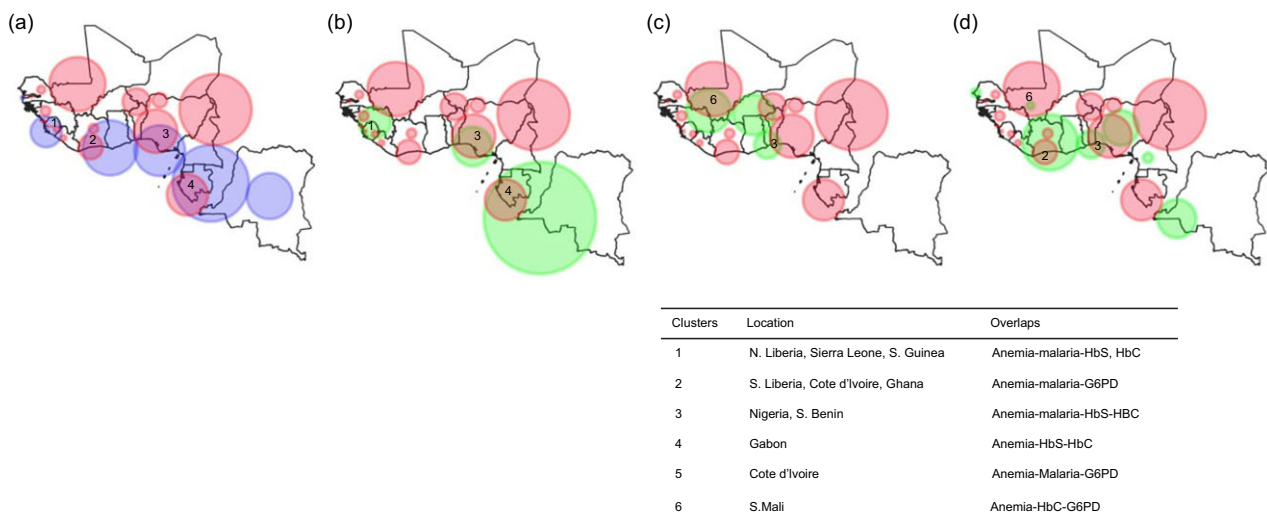 (a) (b) (c) (d)
1 2 3 4
1 3 4
6 3
6 2 3
Clusters Location Overlaps
1 N. Liberia, Sierra Leone, S. Guinea Anemia-malaria-HbS, HbC
2 S. Liberia, Cote d'Ivoire, Ghana Anemia-malaria-G6PD
3 Nigeria, S. Benin Anemia-malaria-HbS-HBC
4 Gabon Anemia-HbS-HbC
5 Cote d'Ivoire Anemia-Malaria-G6PD
6 S.Mali Anemia-HbC-G6PD